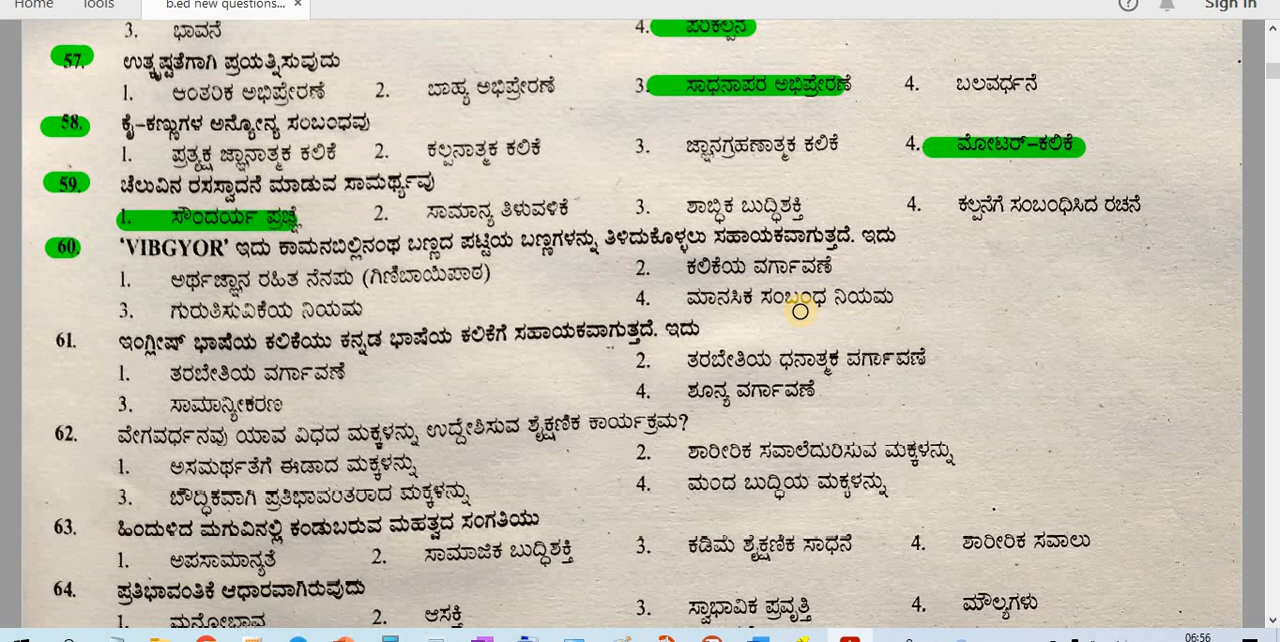 Home Tools b.ed new questions... × Sign In
3. ಭಾವನೆ 4. ಪರಿಕಲ್ಪನೆ
57. ಉತ್ಕೃಷ್ಟತೆಗಾಗಿ ಪ್ರಯತ್ನಿಸುವುದು
1. ಆಂತರಿಕ ಅಭಿಪ್ರೇರಣೆ 2. ಬಾಹ್ಯ ಅಭಿಪ್ರೇರಣೆ 3. ಸಾಧನಾಪರ ಅಭಿಪ್ರೇರಣೆ 4. ಬಲವರ್ಧನೆ
58. ಕೈ-ಕಣ್ಣುಗಳ ಅನ್ಯೋನ್ಯ ಸಂಬಂಧವು
1. ಪ್ರತ್ಯಕ್ಷ ಜ್ಞಾನಾತ್ಮಕ ಕಲಿಕೆ 2. ಕಲ್ಪನಾತ್ಮಕ ಕಲಿಕೆ 3. ಜ್ಞಾನಗ್ರಹಣಾತ್ಮಕ ಕಲಿಕೆ 4. ಮೋಟರ್-ಕಲಿಕೆ
59. ಚೆಲುವಿನ ರಸಸ್ವಾದನೆ ಮಾಡುವ ಸಾಮರ್ಥ್ಯವು
1. ಸೌಂದರ್ಯ ಪ್ರಜ್ಞೆ 2. ಸಾಮಾನ್ಯ ತಿಳುವಳಿಕೆ 3. ಶಾಬ್ಧಿಕ ಬುದ್ಧಿಶಕ್ತಿ 4. ಕಲ್ಪನೆಗೆ ಸಂಬಂಧಿಸಿದ ರಚನೆ
60. 'VIBGYOR' ಇದು ಕಾಮನಬಿಲ್ಲಿನಂಥ ಬಣ್ಣದ ಪಟ್ಟಿಯ ಬಣ್ಣಗಳನ್ನು ತಿಳಿದುಕೊಳ್ಳಲು ಸಹಾಯಕವಾಗುತ್ತದೆ. ಇದು
1. ಅರ್ಥಜ್ಞಾನ ರಹಿತ ನೆನಪು (ಗಿಣಿಬಾಯಿಪಾಠ) 2. ಕಲಿಕೆಯ ವರ್ಗಾವಣೆ
3. ಗುರುತಿಸುವಿಕೆಯ ನಿಯಮ 4. ಮಾನಸಿಕ ಸಂಬಂಧ ನಿಯಮ
61. ಇಂಗ್ಲೀಷ್ ಭಾಷೆಯ ಕಲಿಕೆಯು ಕನ್ನಡ ಭಾಷೆಯ ಕಲಿಕೆಗೆ ಸಹಾಯಕವಾಗುತ್ತದೆ. ಇದು
1. ತರಬೇತಿಯ ವರ್ಗಾವಣೆ 2. ತರಬೇತಿಯ ಧನಾತ್ಮಕ ವರ್ಗಾವಣೆ
3. ಸಾಮಾನ್ಯೀಕರಣ 4. ಶೂನ್ಯ ವರ್ಗಾವಣೆ
62. ವೇಗವರ್ಧನವು ಯಾವ ವಿಧದ ಮಕ್ಕಳನ್ನು ಉದ್ದೇಶಿಸುವ ಶೈಕ್ಷಣಿಕ ಕಾರ್ಯಕ್ರಮ?
1. ಅಸಮರ್ಥತೆಗೆ ಈಡಾದ ಮಕ್ಕಳನ್ನು 2. ಶಾರೀರಿಕ ಸವಾಲೆದುರಿಸುವ ಮಕ್ಕಳನ್ನು
3. ಬೌದ್ಧಿಕವಾಗಿ ಪ್ರತಿಭಾವಂತರಾದ ಮಕ್ಕಳನ್ನು 4. ಮಂದ ಬುದ್ಧಿಯ ಮಕ್ಕಳನ್ನು
63. ಹಿಂದುಳಿದ ಮಗುವಿನಲ್ಲಿ ಕಂಡುಬರುವ ಮಹತ್ವದ ಸಂಗತಿಯು
1. ಅಪಸಾಮಾನ್ಯತೆ 2. ಸಾಮಾಜಿಕ ಬುದ್ಧಿಶಕ್ತಿ 3. ಕಡಿಮೆ ಶೈಕ್ಷಣಿಕ ಸಾಧನೆ 4. ಶಾರೀರಿಕ ಸವಾಲು
64. ಪ್ರತಿಭಾವಂತಿಕೆ ಆಧಾರವಾಗಿರುವುದು
1. ಮನೋಭಾವ 2. ಆಸಕ್ತಿ 3. ಸ್ವಾಭಾವಿಕ ಪ್ರವೃತ್ತಿ 4. ಮೌಲ್ಯಗಳು
06:56